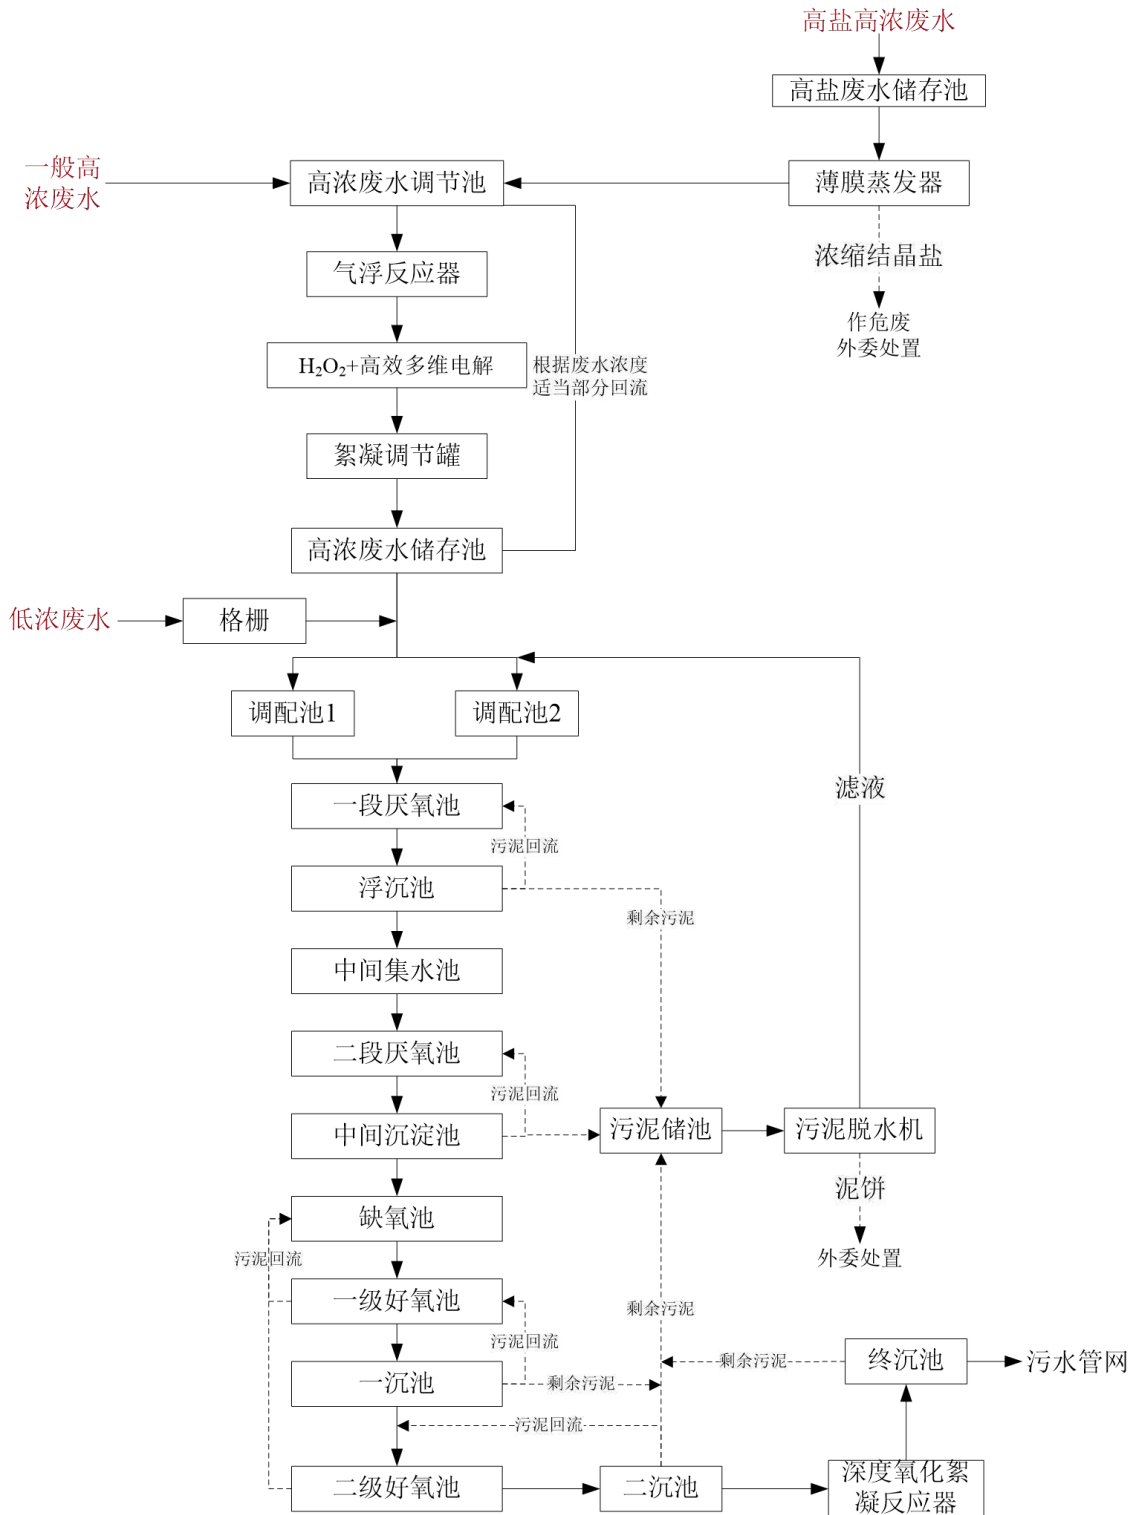 高盐高浓废水
高盐废水储存池
一般高
浓废水
高浓废水调节池
薄膜蒸发器
浓缩结晶盐
作危废
外委处置
气浮反应器
H₂O₂+高效多维电解
根据废水浓度
适当部分回流
絮凝调节罐
高浓废水储存池
低浓废水
格栅
调配池1
调配池2
滤液
一段厌氧池
污泥回流
浮沉池
剩余污泥
中间集水池
二段厌氧池
污泥回流
中间沉淀池
污泥储池
污泥脱水机
泥饼
外委处置
缺氧池
污泥回流
一级好氧池
剩余污泥
污泥回流
一沉池
剩余污泥
剩余污泥
终沉池
污水管网
污泥回流
二级好氧池
二沉池
深度氧化絮
凝反应器